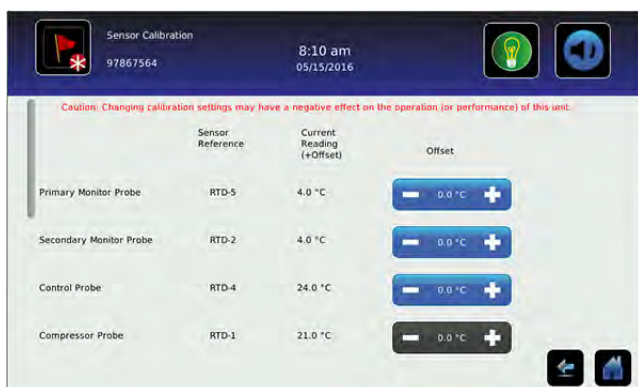 Sensor Calibration
97867564
8:10 am
05/15/2016
Caution: Changing calibration settings may have a negative effect on the operation (or performance) of this unit.
Sensor
Reference
Current
Reading
(+Offset)
Offset
Primary Monitor Probe RTD-5 4.0 °C 0.0 °C
Secondary Monitor Probe RTD-2 4.0 °C 0.0 °C
Control Probe RTD-4 24.0 °C 0.0 °C
Compressor Probe RTD-1 21.0 °C 0.0 °C